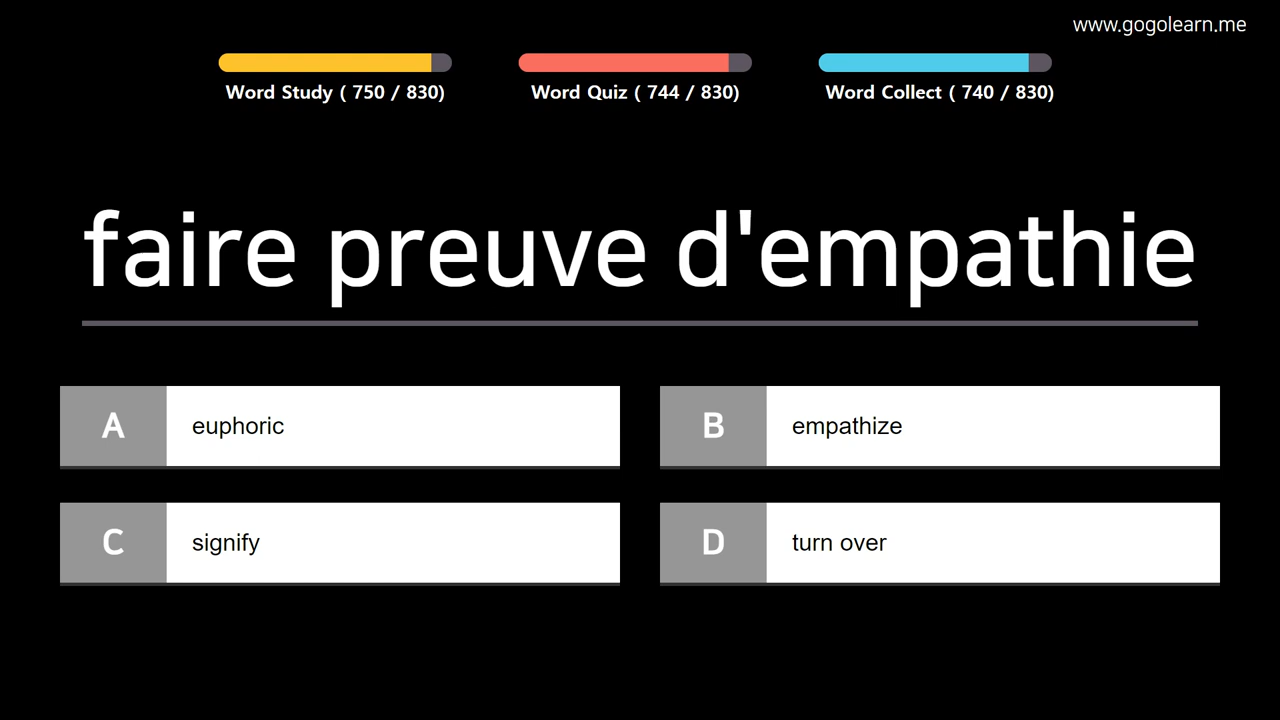 www.gogolearn.me
Word Study ( 750 / 830)
Word Quiz ( 744 / 830)
Word Collect ( 740 / 830)
faire preuve d'empathie
A
euphoric
B
empathize
C
signify
D
turn over